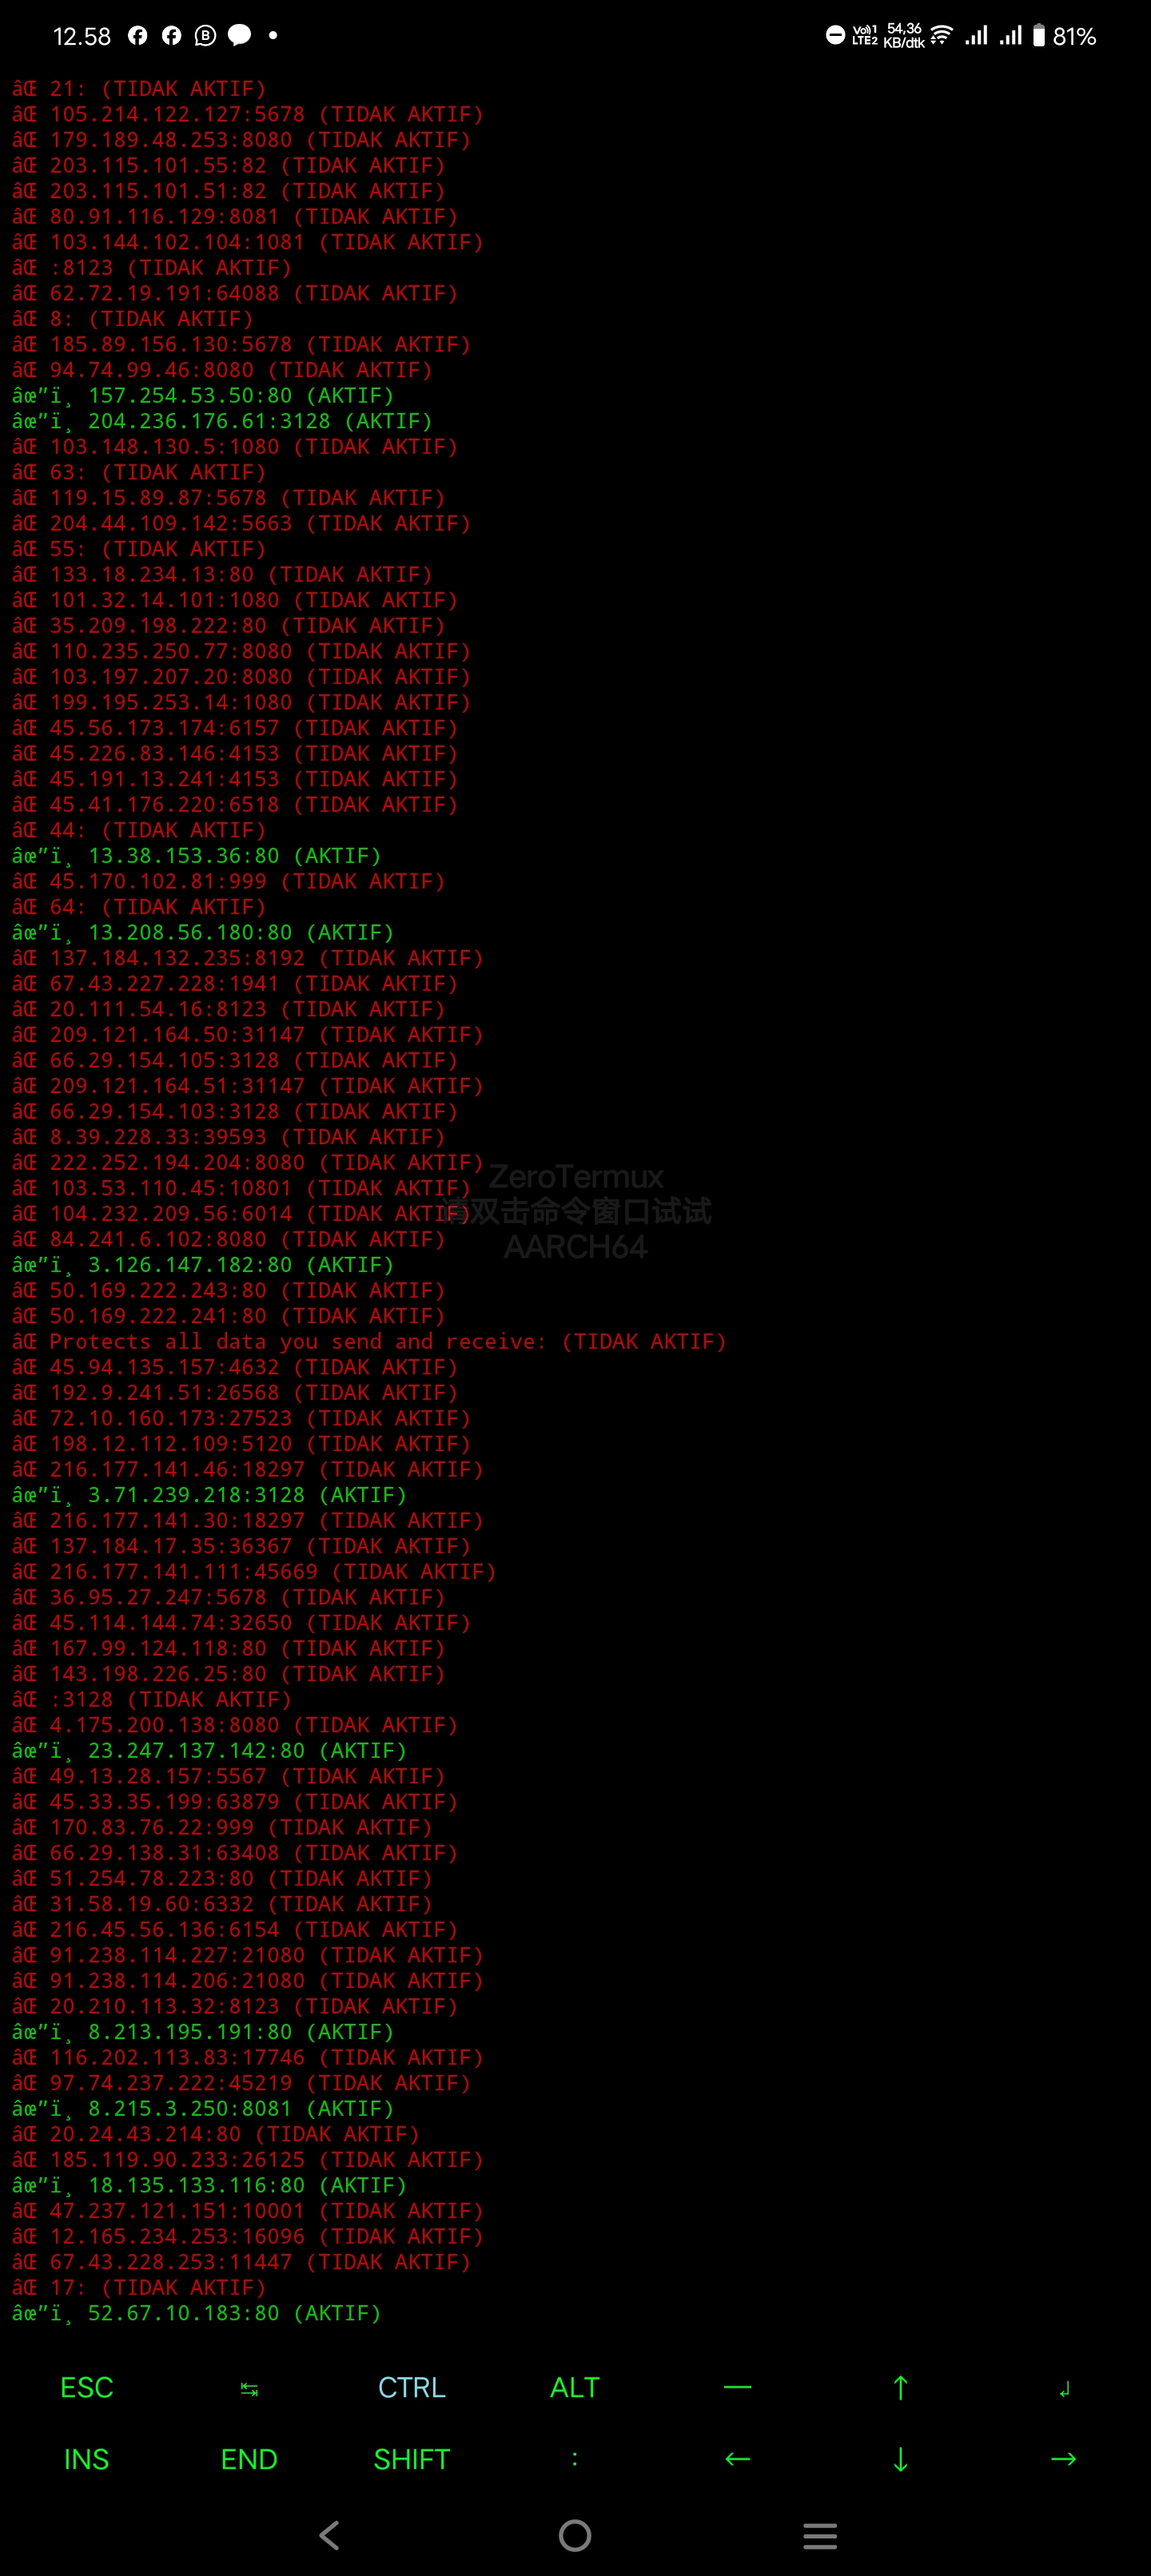 12.58 54,36 KB/dtk Vo)) 1 LTE2 81%
âŒ 21: (TIDAK AKTIF)
âŒ 105.214.122.127:5678 (TIDAK AKTIF)
âŒ 179.189.48.253:8080 (TIDAK AKTIF)
âŒ 203.115.101.55:82 (TIDAK AKTIF)
âŒ 203.115.101.51:82 (TIDAK AKTIF)
âŒ 80.91.116.129:8081 (TIDAK AKTIF)
âŒ 103.144.102.104:1081 (TIDAK AKTIF)
âŒ :8123 (TIDAK AKTIF)
âŒ 62.72.19.191:64088 (TIDAK AKTIF)
âŒ 8: (TIDAK AKTIF)
âŒ 185.89.156.130:5678 (TIDAK AKTIF)
âŒ 94.74.99.46:8080 (TIDAK AKTIF)
âœ”ï¸ 157.254.53.50:80 (AKTIF)
âœ”ï¸ 204.236.176.61:3128 (AKTIF)
âŒ 103.148.130.5:1080 (TIDAK AKTIF)
âŒ 63: (TIDAK AKTIF)
âŒ 119.15.89.87:5678 (TIDAK AKTIF)
âŒ 204.44.109.142:5663 (TIDAK AKTIF)
âŒ 55: (TIDAK AKTIF)
âŒ 133.18.234.13:80 (TIDAK AKTIF)
âŒ 101.32.14.101:1080 (TIDAK AKTIF)
âŒ 35.209.198.222:80 (TIDAK AKTIF)
âŒ 110.235.250.77:8080 (TIDAK AKTIF)
âŒ 103.197.207.20:8080 (TIDAK AKTIF)
âŒ 199.195.253.14:1080 (TIDAK AKTIF)
âŒ 45.56.173.174:6157 (TIDAK AKTIF)
âŒ 45.226.83.146:4153 (TIDAK AKTIF)
âŒ 45.191.13.241:4153 (TIDAK AKTIF)
âŒ 45.41.176.220:6518 (TIDAK AKTIF)
âŒ 44: (TIDAK AKTIF)
âœ”ï¸ 13.38.153.36:80 (AKTIF)
âŒ 45.170.102.81:999 (TIDAK AKTIF)
âŒ 64: (TIDAK AKTIF)
âœ”ï¸ 13.208.56.180:80 (AKTIF)
âŒ 137.184.132.235:8192 (TIDAK AKTIF)
âŒ 67.43.227.228:1941 (TIDAK AKTIF)
âŒ 20.111.54.16:8123 (TIDAK AKTIF)
âŒ 209.121.164.50:31147 (TIDAK AKTIF)
âŒ 66.29.154.105:3128 (TIDAK AKTIF)
âŒ 209.121.164.51:31147 (TIDAK AKTIF)
âŒ 66.29.154.103:3128 (TIDAK AKTIF)
âŒ 8.39.228.33:39593 (TIDAK AKTIF)
âŒ 222.252.194.204:8080 (TIDAK AKTIF)
ZeroTermux
âŒ 103.53.110.45:10801 (TIDAK AKTIF)
âŒ 104.232.209.56:6014 (TIDAK AKTIF)
请双击命令窗口试试
âŒ 84.241.6.102:8080 (TIDAK AKTIF)
AARCH64
âœ”ï¸ 3.126.147.182:80 (AKTIF)
âŒ 50.169.222.243:80 (TIDAK AKTIF)
âŒ 50.169.222.241:80 (TIDAK AKTIF)
âŒ Protects all data you send and receive: (TIDAK AKTIF)
âŒ 45.94.135.157:4632 (TIDAK AKTIF)
âŒ 192.9.241.51:26568 (TIDAK AKTIF)
âŒ 72.10.160.173:27523 (TIDAK AKTIF)
âŒ 198.12.112.109:5120 (TIDAK AKTIF)
âŒ 216.177.141.46:18297 (TIDAK AKTIF)
âœ”ï¸ 3.71.239.218:3128 (AKTIF)
âŒ 216.177.141.30:18297 (TIDAK AKTIF)
âŒ 137.184.17.35:36367 (TIDAK AKTIF)
âŒ 216.177.141.111:45669 (TIDAK AKTIF)
âŒ 36.95.27.247:5678 (TIDAK AKTIF)
âŒ 45.114.144.74:32650 (TIDAK AKTIF)
âŒ 167.99.124.118:80 (TIDAK AKTIF)
âŒ 143.198.226.25:80 (TIDAK AKTIF)
âŒ :3128 (TIDAK AKTIF)
âŒ 4.175.200.138:8080 (TIDAK AKTIF)
âœ”ï¸ 23.247.137.142:80 (AKTIF)
âŒ 49.13.28.157:5567 (TIDAK AKTIF)
âŒ 45.33.35.199:63879 (TIDAK AKTIF)
âŒ 170.83.76.22:999 (TIDAK AKTIF)
âŒ 66.29.138.31:63408 (TIDAK AKTIF)
âŒ 51.254.78.223:80 (TIDAK AKTIF)
âŒ 31.58.19.60:6332 (TIDAK AKTIF)
âŒ 216.45.56.136:6154 (TIDAK AKTIF)
âŒ 91.238.114.227:21080 (TIDAK AKTIF)
âŒ 91.238.114.206:21080 (TIDAK AKTIF)
âŒ 20.210.113.32:8123 (TIDAK AKTIF)
âœ”ï¸ 8.213.195.191:80 (AKTIF)
âŒ 116.202.113.83:17746 (TIDAK AKTIF)
âŒ 97.74.237.222:45219 (TIDAK AKTIF)
âœ”ï¸ 8.215.3.250:8081 (AKTIF)
âŒ 20.24.43.214:80 (TIDAK AKTIF)
âŒ 185.119.90.233:26125 (TIDAK AKTIF)
âœ”ï¸ 18.135.133.116:80 (AKTIF)
âŒ 47.237.121.151:10001 (TIDAK AKTIF)
âŒ 12.165.234.253:16096 (TIDAK AKTIF)
âŒ 67.43.228.253:11447 (TIDAK AKTIF)
âŒ 17: (TIDAK AKTIF)
âœ”ï¸ 52.67.10.183:80 (AKTIF)
ESC ↹ CTRL ALT — ↑ ↲
INS END SHIFT : ← ↓ →